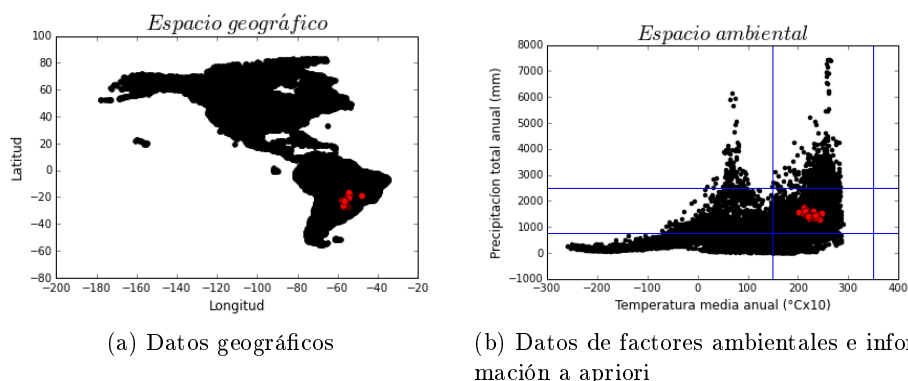 Espacio geográfico
100
80
60
40
20
0
−20
−40
−60
−80
−200 −180 −160 −140 −120 −100 −80 −60 −40 −20
Latitud
Longitud
(a) Datos geográficos
Espacio ambiental
8000
7000
6000
5000
4000
3000
2000
1000
0
−1000
−300 −200 −100 0 100 200 300 400
Precipitacion total anual (mm)
Temperatura media anual (°Cx10)
(b) Datos de factores ambientales e infor
mación a apriori